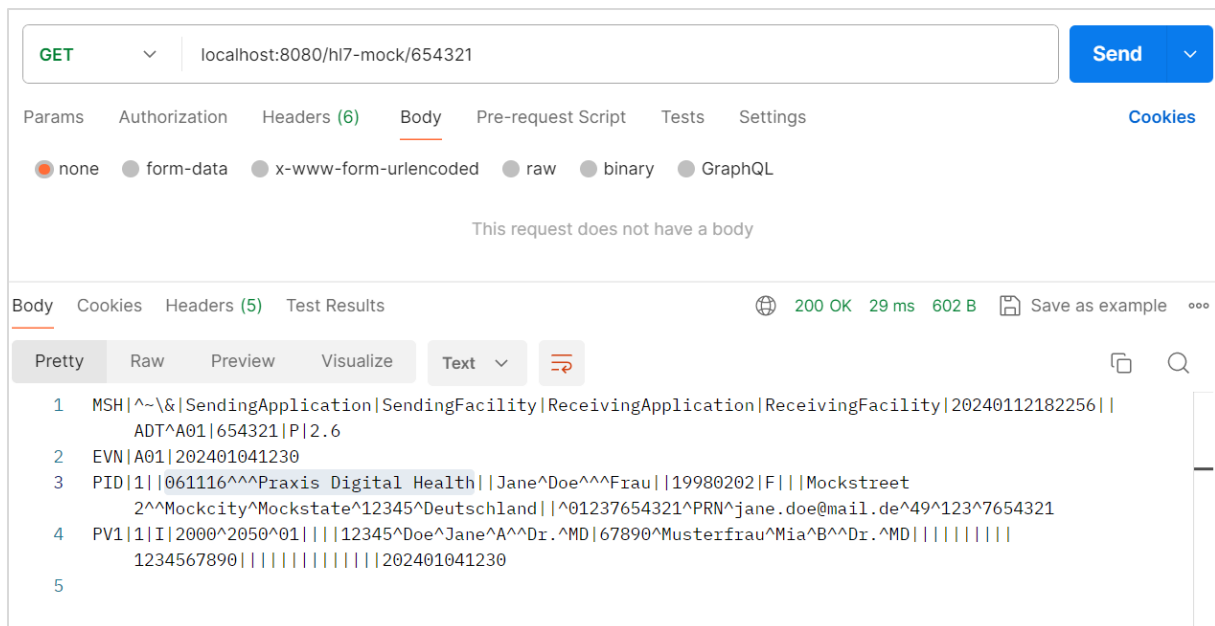 GET localhost:8080/hl7-mock/654321 Send
Params Authorization Headers (6) Body Pre-request Script Tests Settings Cookies
none form-data x-www-form-urlencoded raw binary GraphQL
This request does not have a body
Body Cookies Headers (5) Test Results 200 OK 29 ms 602 B Save as example
Pretty Raw Preview Visualize Text
1 MSH|^~\&|SendingApplication|SendingFacility|ReceivingApplication|ReceivingFacility|20240112182256||
ADT^A01|654321|P|2.6
2 EVN|A01|202401041230
3 PID|1||061116^^^Praxis Digital Health||Jane^Doe^^^Frau||19980202|F|||Mockstreet
2^^Mockcity^Mockstate^12345^Deutschland||^01237654321^PRN^jane.doe@mail.de^49^123^7654321
4 PV1|1|I|2000^2050^01||||12345^Doe^Jane^A^^Dr.^MD|67890^Musterfrau^Mia^B^^Dr.^MD||||||||||
1234567890||||||||||||||202401041230
5